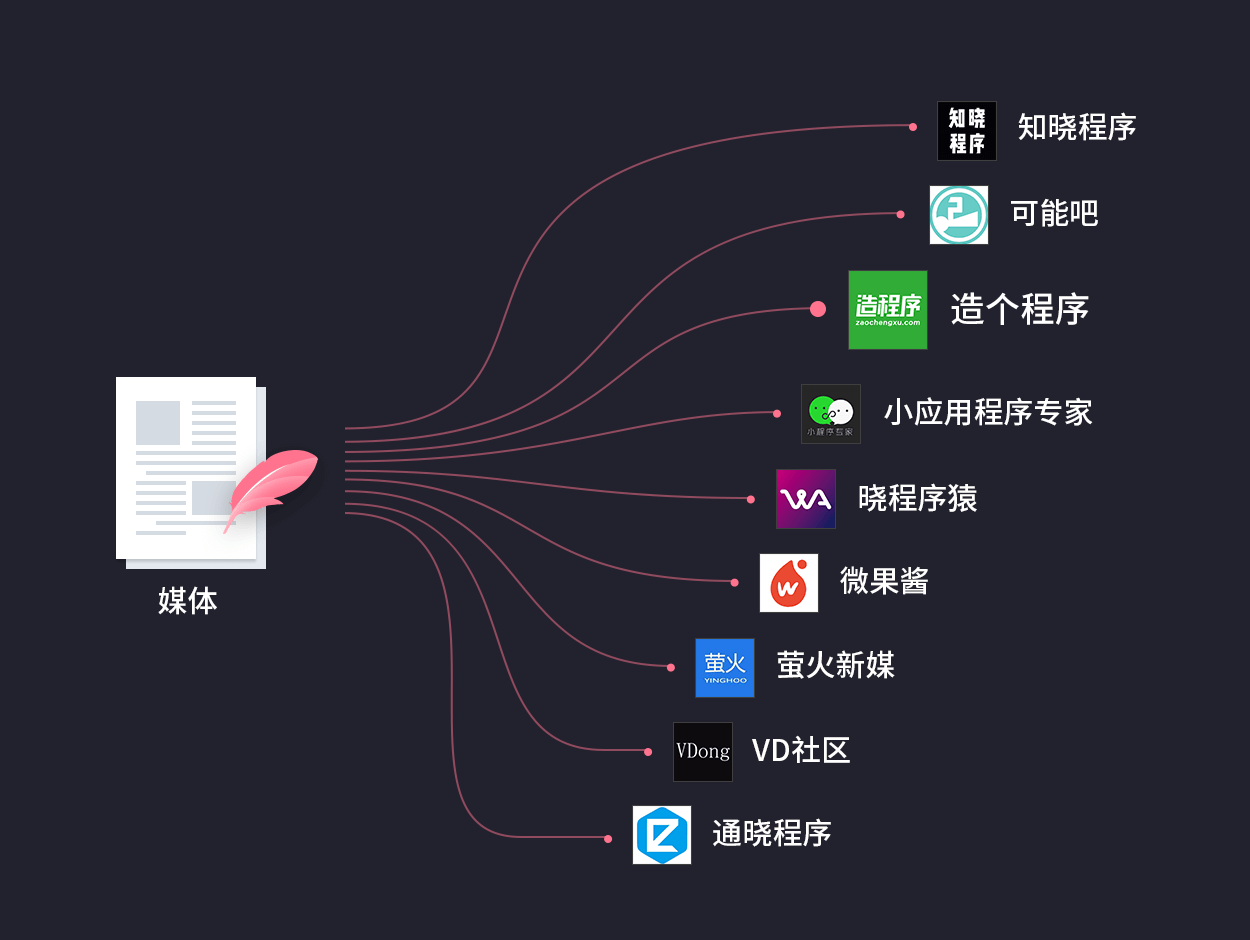 知晓
程序
知晓程序
可能吧
造程序
zaochengxu.com
造个程序
小程序专家
小应用程序专家
WA
晓程序猿
w
微果酱
萤火
YINGHOO
萤火新媒
VDong
VD社区
通晓程序
媒体